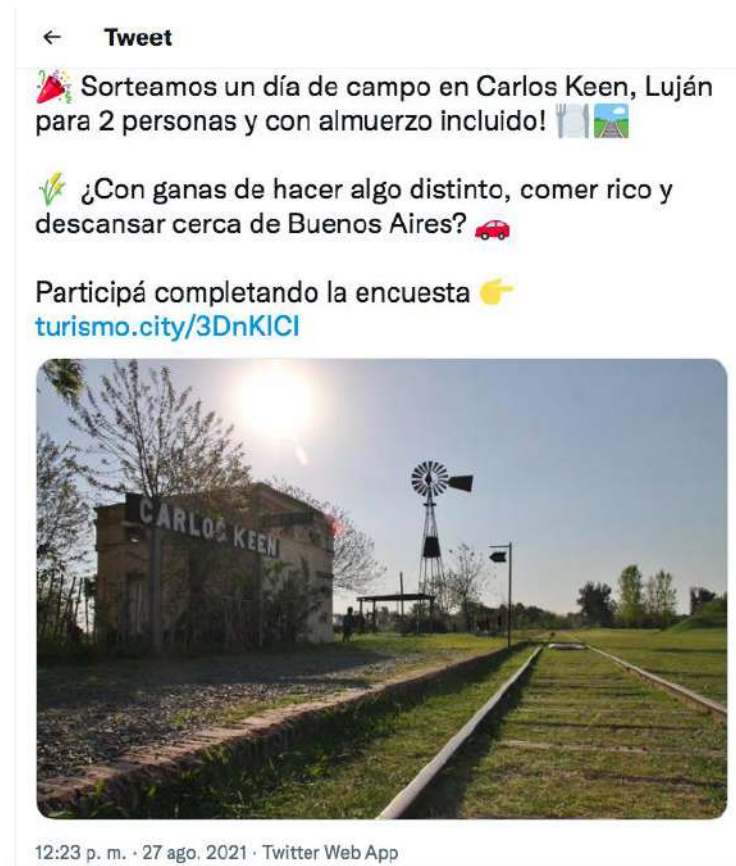 ← Tweet
🎉 Sorteamos un día de campo en Carlos Keen, Luján
para 2 personas y con almuerzo incluido! 🍽️🛤️
🌾 ¿Con ganas de hacer algo distinto, comer rico y
descansar cerca de Buenos Aires? 🚗
Participá completando la encuesta 👉
turismo.city/3DnKlCl
CARLOS KEEN
12:23 p. m. · 27 ago. 2021 · Twitter Web App